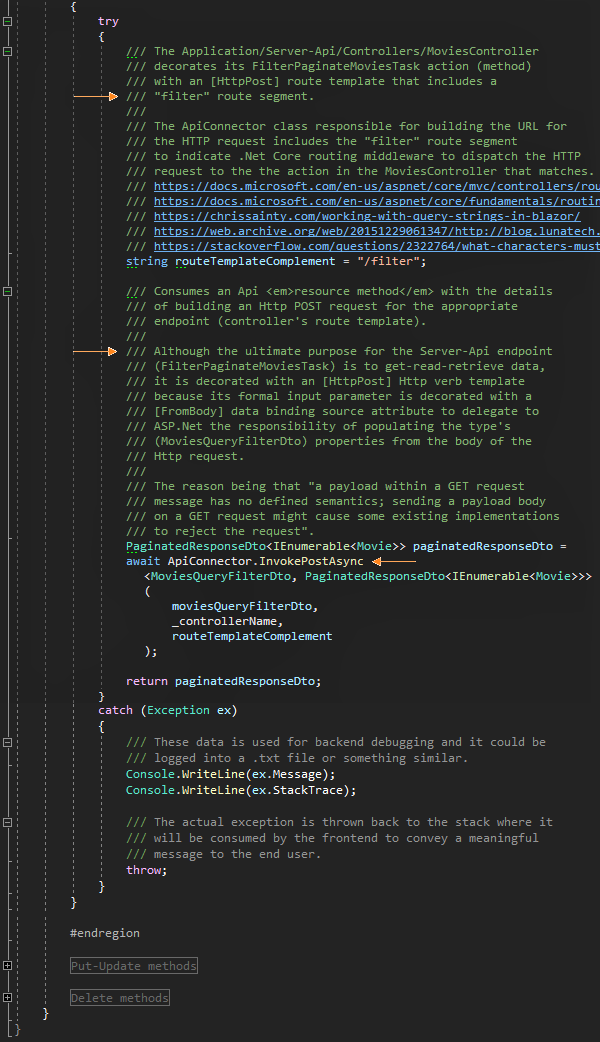 {
try
{
/// The Application/Server-Api/Controllers/MoviesController
/// decorates its FilterPaginateMoviesTask action (method)
/// with an [HttpPost] route template that includes a
/// "filter" route segment.
///
/// The ApiConnector class responsible for building the URL for
/// the HTTP request includes the "filter" route segment
/// to indicate .Net Core routing middleware to dispatch the HTTP
/// request to the the action in the MoviesController that matches.
/// https://docs.microsoft.com/en-us/aspnet/core/mvc/controllers/rou
/// https://docs.microsoft.com/en-us/aspnet/core/fundamentals/routin
/// https://chrissainty.com/working-with-query-strings-in-blazor/
/// https://web.archive.org/web/20151229061347/http://blog.lunatech.
/// https://stackoverflow.com/questions/2322764/what-characters-must
string routeTemplateComplement = "/filter";
/// Consumes an Api <em>resource method</em> with the details
/// of building an Http POST request for the appropriate
/// endpoint (controller's route template).
///
/// Although the ultimate purpose for the Server-Api endpoint
/// (FilterPaginateMoviesTask) is to get-read-retrieve data,
/// it is decorated with an [HttpPost] Http verb template
/// because its formal input parameter is decorated with a
/// [FromBody] data binding source attribute to delegate to
/// ASP.Net the responsibility of populating the type's
/// (MoviesQueryFilterDto) properties from the body of the
/// Http request.
///
/// The reason being that "a payload within a GET request
/// message has no defined semantics; sending a payload body
/// on a GET request might cause some existing implementations
/// to reject the request".
PaginatedResponseDto<IEnumerable<Movie>> paginatedResponseDto =
await ApiConnector.InvokePostAsync
<MoviesQueryFilterDto, PaginatedResponseDto<IEnumerable<Movie>>>
(
moviesQueryFilterDto,
_controllerName,
routeTemplateComplement
);
return paginatedResponseDto;
}
catch (Exception ex)
{
/// These data is used for backend debugging and it could be
/// logged into a .txt file or something similar.
Console.WriteLine(ex.Message);
Console.WriteLine(ex.StackTrace);
/// The actual exception is thrown back to the stack where it
/// will be consumed by the frontend to convey a meaningful
/// message to the end user.
throw;
}
}
#endregion
Put-Update methods
Delete methods
}
}